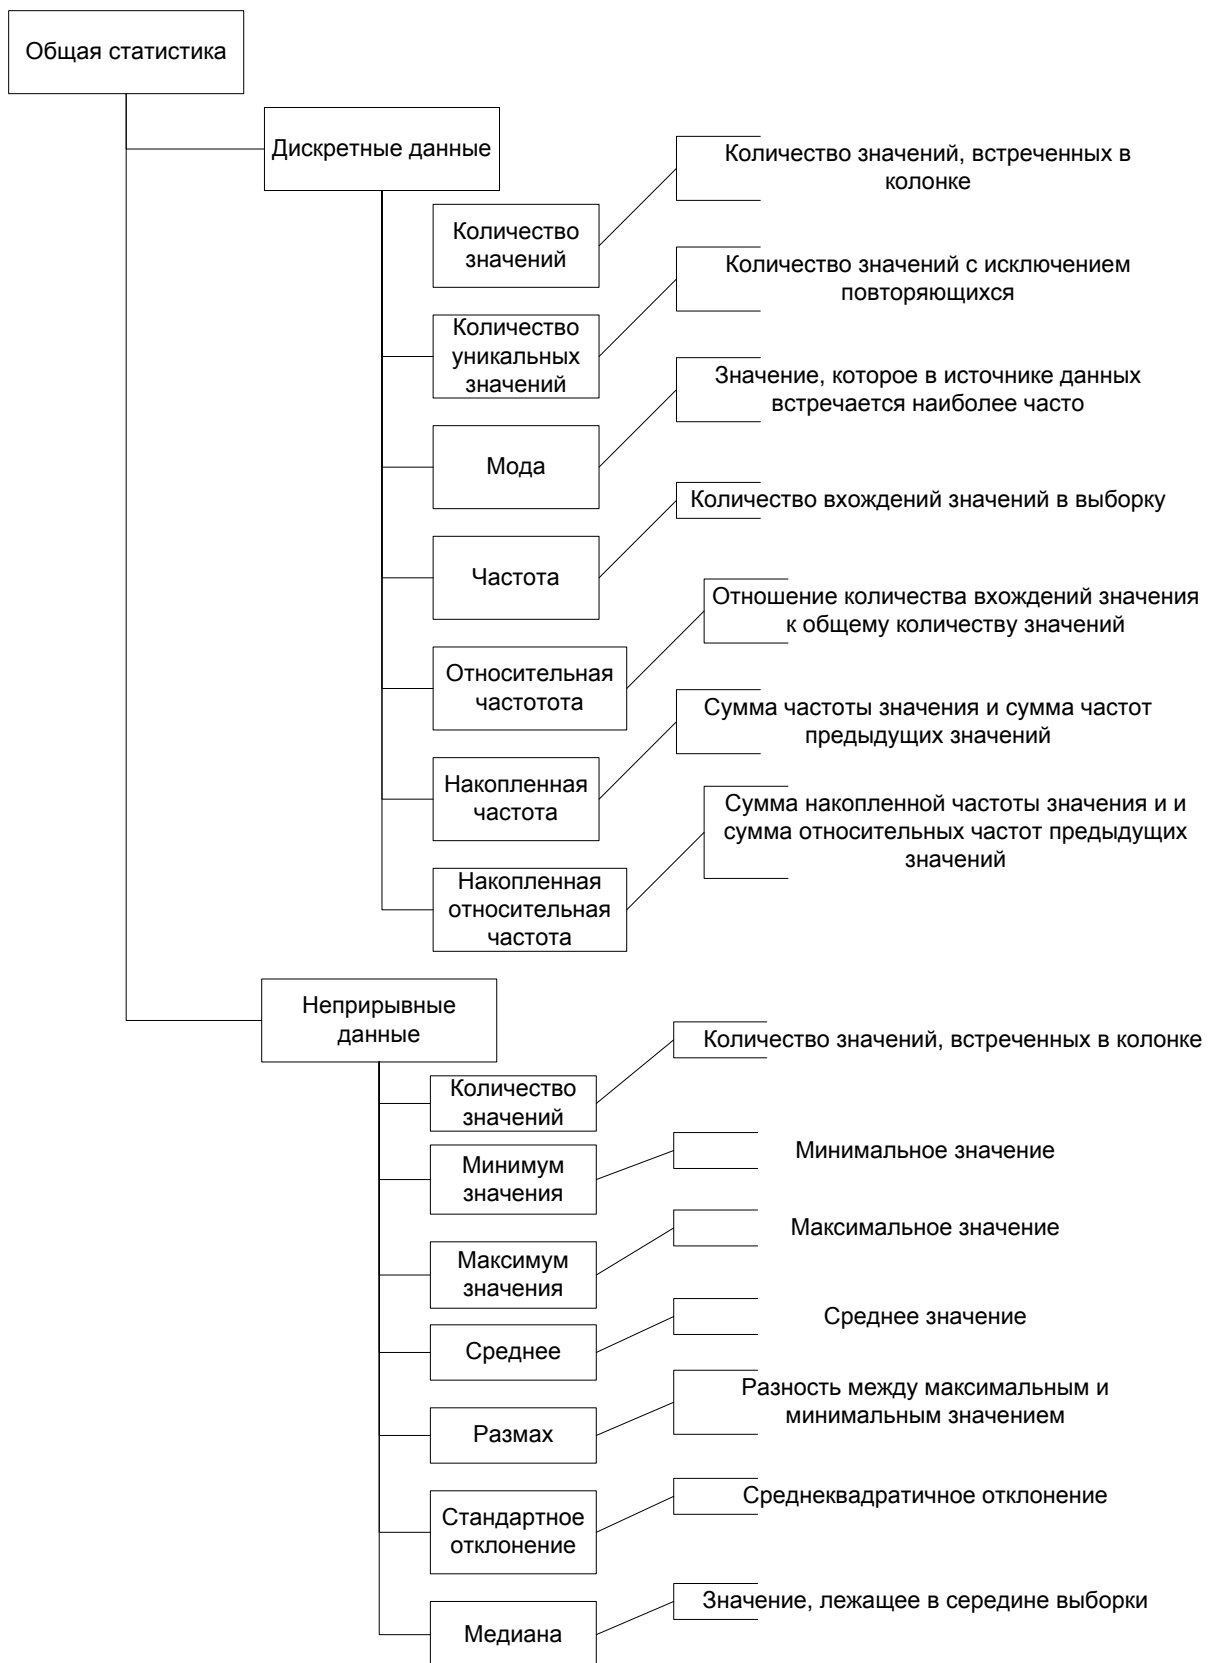 Общая статистика
Дискретные данные
Количество
значений
Количество значений, встреченных в
колонке
Количество
уникальных
значений
Количество значений с исключением
повторяющихся
Мода
Значение, которое в источнике данных
встречается наиболее часто
Частота
Количество вхождений значений в выборку
Относительная
частотота
Отношение количества вхождений значения
к общему количеству значений
Накопленная
частота
Сумма частоты значения и сумма частот
предыдущих значений
Накопленная
относительная
частота
Сумма накопленной частоты значения и и
сумма относительных частот предыдущих
значений
Неприрывные
данные
Количество
значений
Количество значений, встреченных в колонке
Минимум
значения
Минимальное значение
Максимум
значения
Максимальное значение
Среднее
Среднее значение
Размах
Разность между максимальным и
минимальным значением
Стандартное
отклонение
Среднеквадратичное отклонение
Медиана
Значение, лежащее в середине выборки